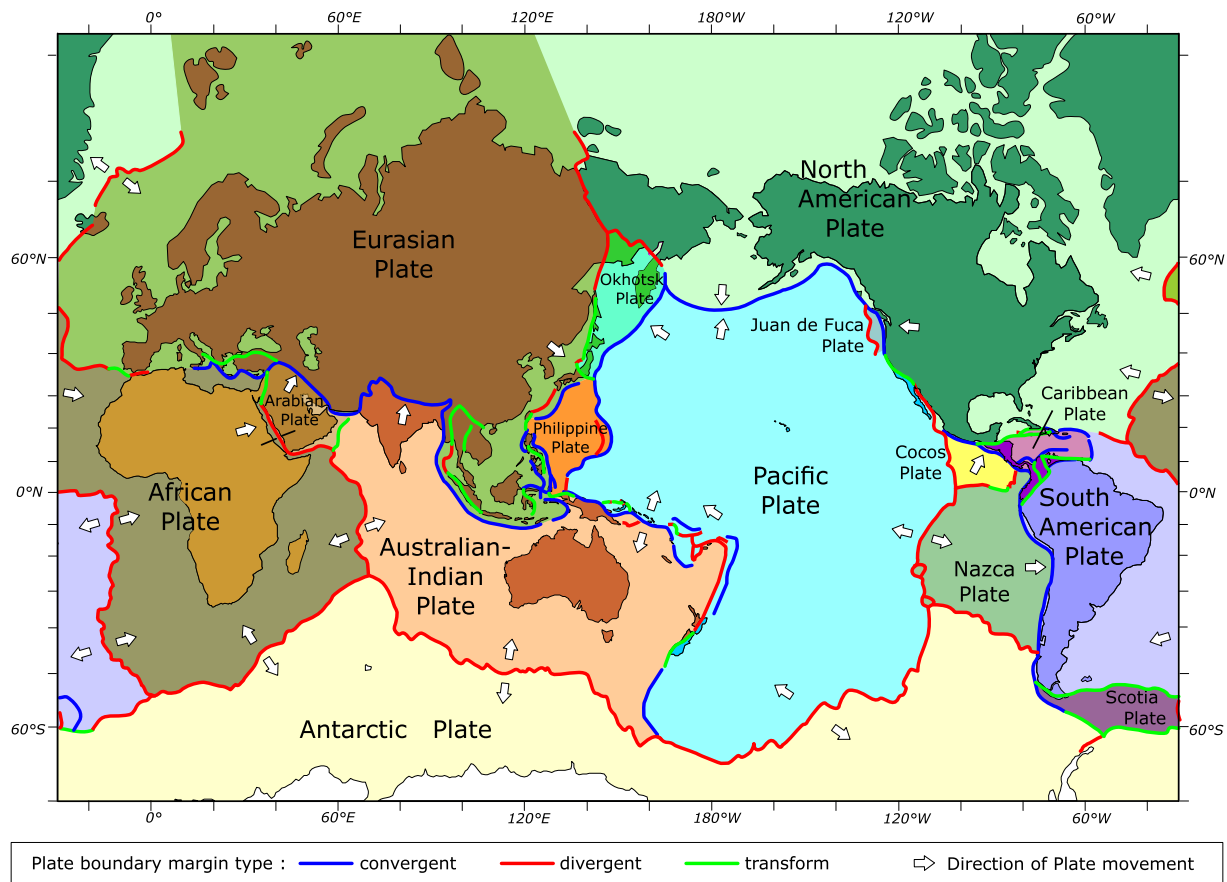 0°
60°E
120°E
180°W
120°W
60°W
North
American
Plate
Eurasian
Plate
60°N
60°N
Okhotsk
Plate
Juan de Fuca
Plate
Arabian
Plate
Caribbean
Plate
Philippine
Plate
Cocos
Plate
Pacific
Plate
African
Plate
0°N
0°N
South
American
Plate
Australian-
Indian
Plate
Nazca
Plate
Scotia
Plate
Antarctic Plate
60°S
60°S
0°
60°E
120°E
180°W
120°W
60°W
Plate boundary margin type : convergent divergent transform Direction of Plate movement